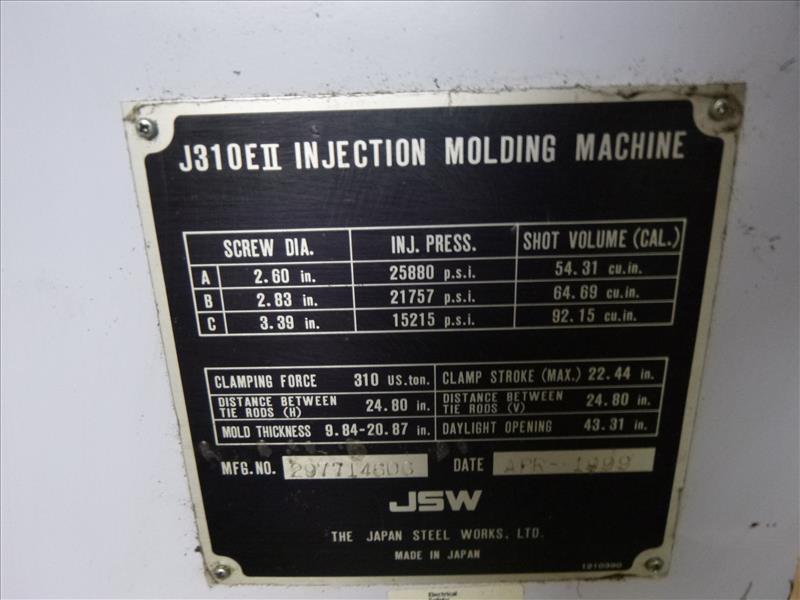 J310EII INJECTION MOLDING MACHINE
SCREW DIA. INJ. PRESS. SHOT VOLUME (CAL.)
A 2.60 in. 25880 p.s.i. 54.31 cu.in.
B 2.83 in. 21757 p.s.i. 64.69 cu.in.
C 3.39 in. 15215 p.s.i. 92.15 cu.in.
CLAMPING FORCE 310 US.ton. CLAMP STROKE (MAX.) 22.44 in.
DISTANCE BETWEEN TIE RODS (H) 24.80 in. DISTANCE BETWEEN TIE RODS (V) 24.80 in.
MOLD THICKNESS 9.84-20.87 in. DAYLIGHT OPENING 43.31 in.
MFG.NO. DATE APR- 1999
JSW
THE JAPAN STEEL WORKS, LTD.
MADE IN JAPAN
1210390
Electrical